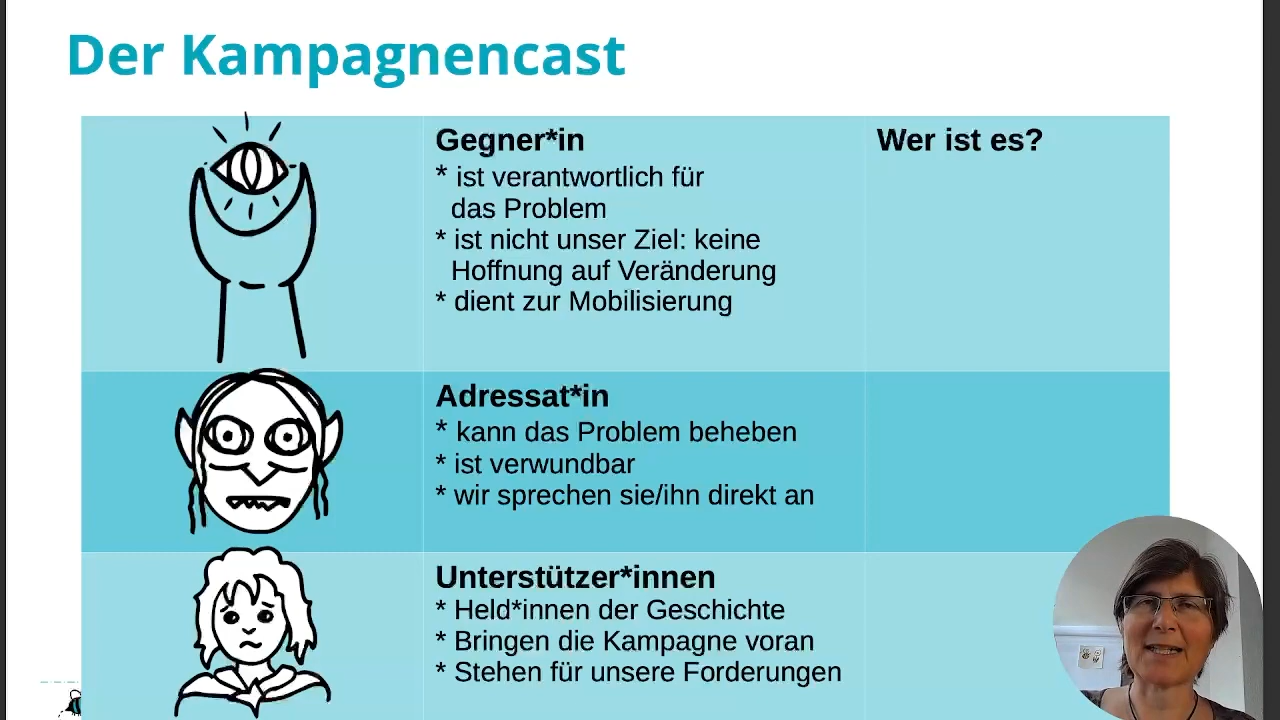 Der Kampagnencast
Gegner*in
* ist verantwortlich für
das Problem
* ist nicht unser Ziel: keine
Hoffnung auf Veränderung
* dient zur Mobilisierung
Wer ist es?
Adressat*in
* kann das Problem beheben
* ist verwundbar
* wir sprechen sie/ihn direkt an
Unterstützer*innen
* Held*innen der Geschichte
* Bringen die Kampagne voran
* Stehen für unsere Forderungen